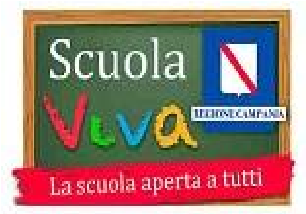 Scuola
VIVA
REGIONE CAMPANIA
La scuola aperta a tutti